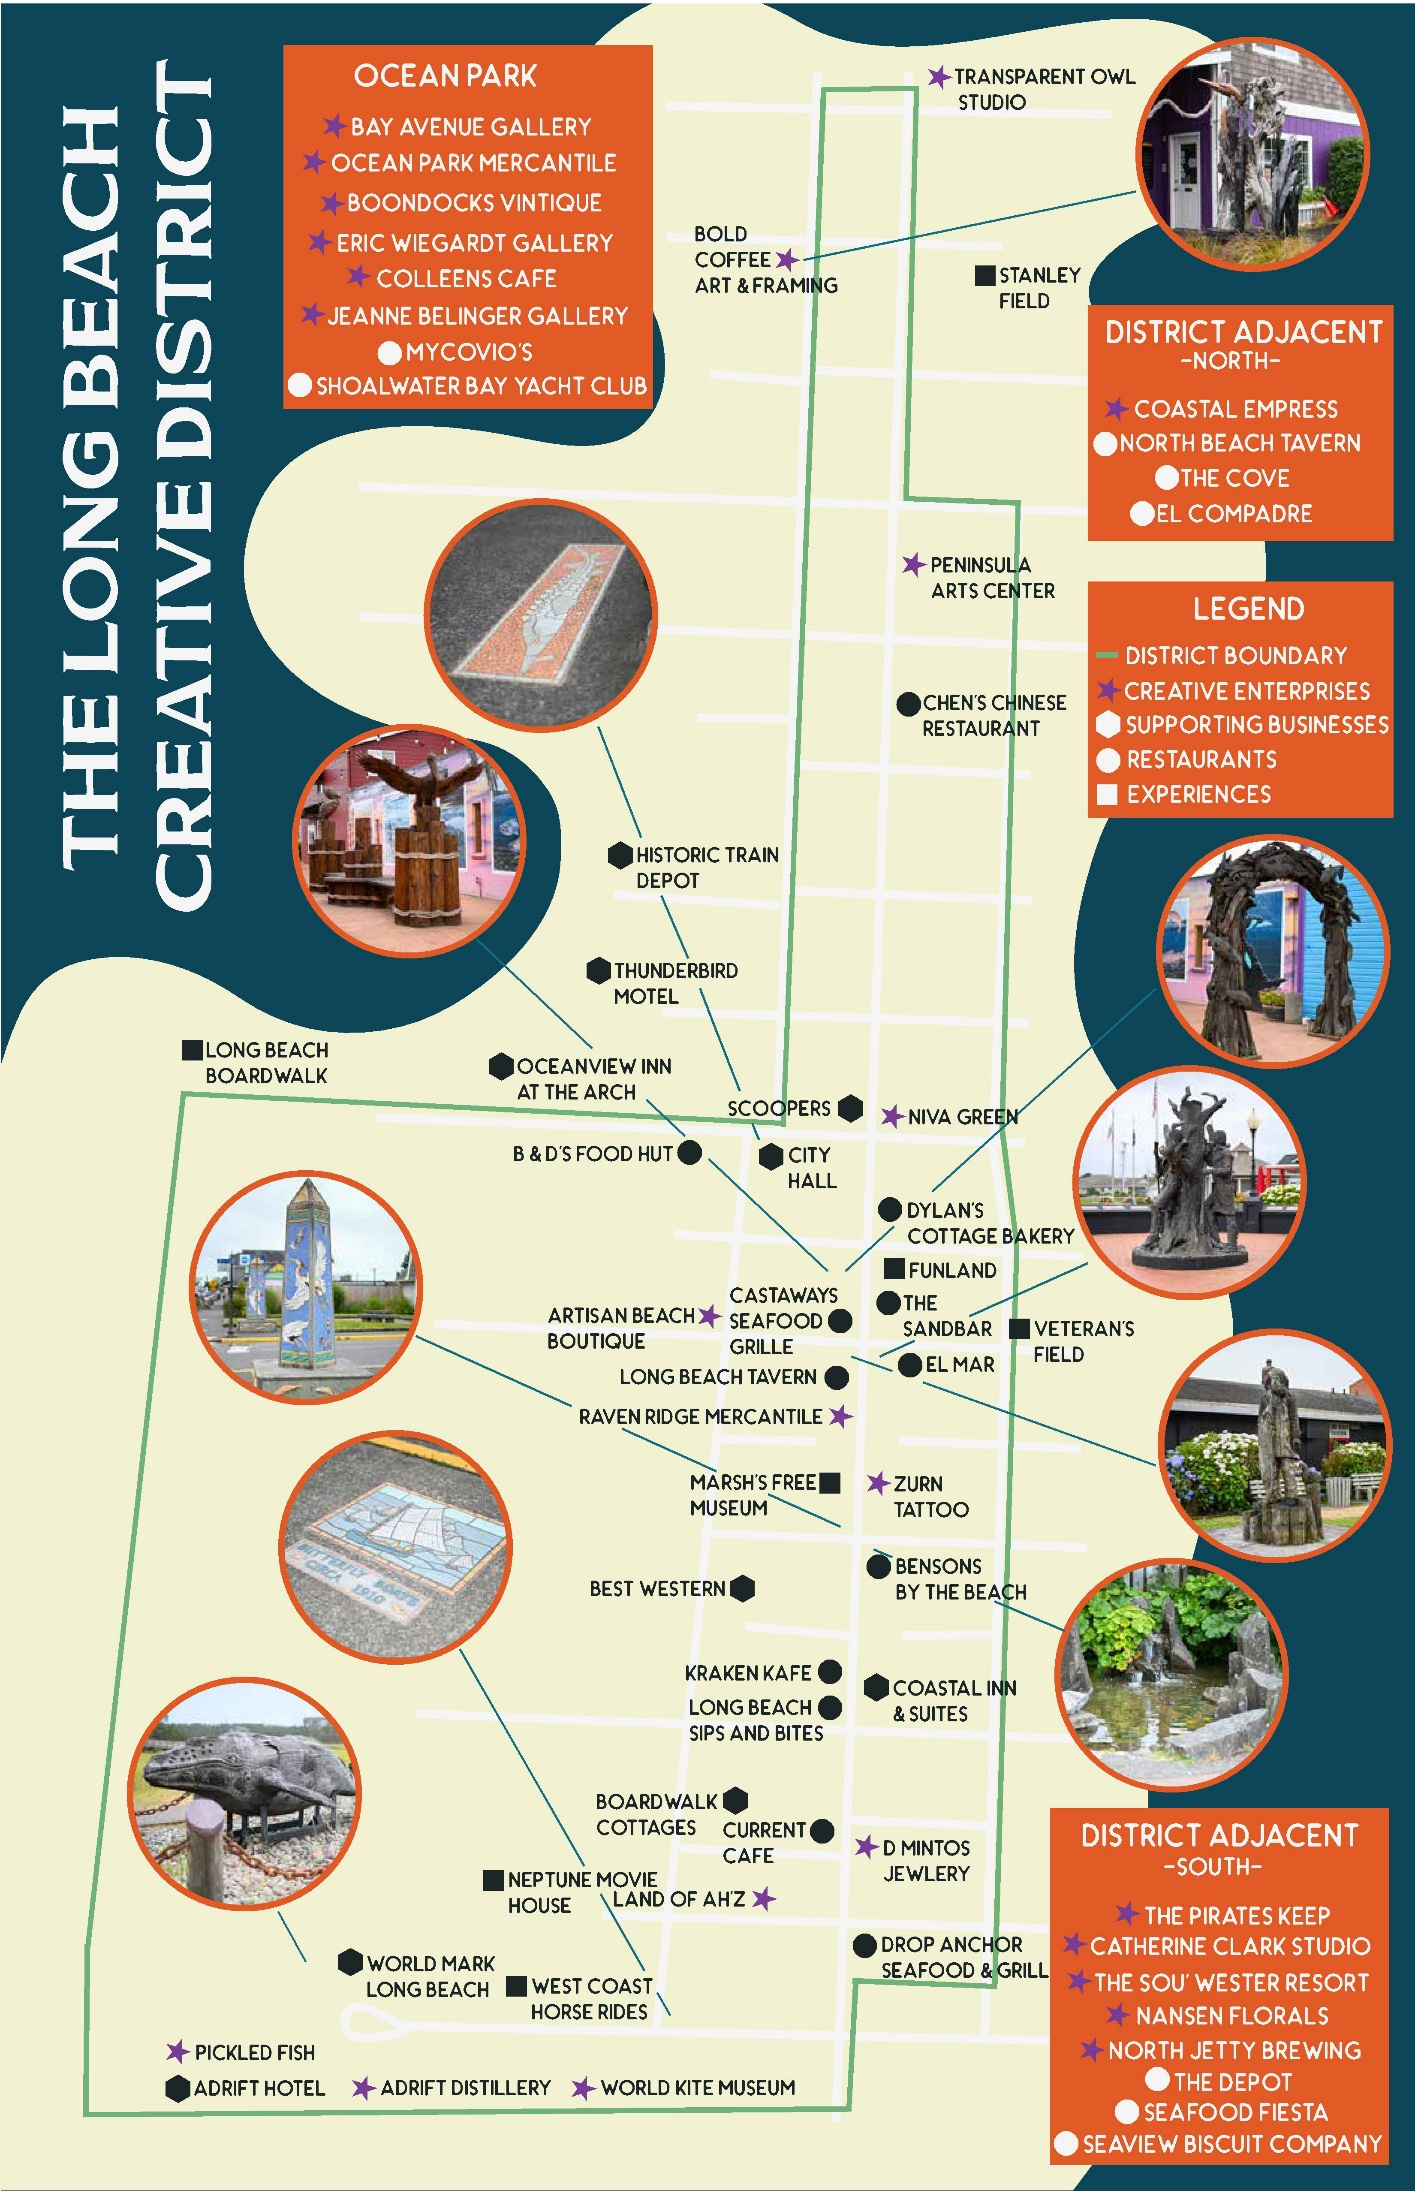 THE LONG BEACH
CREATIVE DISTRICT
OCEAN PARK
BAY AVENUE GALLERY
OCEAN PARK MERCANTILE
BOONDOCKS VINTIQUE
ERIC WIEGARDT GALLERY
COLLEENS CAFE
JEANNE BELINGER GALLERY
MYCOVIO'S
SHOALWATER BAY YACHT CLUB
TRANSPARENT OWL
STUDIO
BOLD
COFFEE
ART & FRAMING
STANLEY
FIELD
DISTRICT ADJACENT
-NORTH-
COASTAL EMPRESS
NORTH BEACH TAVERN
THE COVE
EL COMPADRE
PENINSULA
ARTS CENTER
LEGEND
DISTRICT BOUNDARY
CREATIVE ENTERPRISES
SUPPORTING BUSINESSES
RESTAURANTS
EXPERIENCES
CHEN'S CHINESE
RESTAURANT
HISTORIC TRAIN
DEPOT
THUNDERBIRD
MOTEL
LONG BEACH
BOARDWALK
OCEANVIEW INN
AT THE ARCH
SCOOPERS
NIVA GREEN
B & D'S FOOD HUT
CITY
HALL
DYLAN'S
COTTAGE BAKERY
FUNLAND
CASTAWAYS
SEAFOOD
GRILLE
THE
SANDBAR
ARTISAN BEACH
BOUTIQUE
VETERAN'S
FIELD
EL MAR
LONG BEACH TAVERN
RAVEN RIDGE MERCANTILE
MARSH'S FREE
MUSEUM
ZURN
TATTOO
BENSONS
BY THE BEACH
BEST WESTERN
KRAKEN KAFE
LONG BEACH
SIPS AND BITES
COASTAL INN
& SUITES
BOARDWALK
COTTAGES
CURRENT
CAFE
D MINTOS
JEWLERY
NEPTUNE MOVIE
HOUSE
LAND OF AH'Z
DROP ANCHOR
SEAFOOD & GRILL
WORLD MARK
LONG BEACH
WEST COAST
HORSE RIDES
PICKLED FISH
ADRIFT HOTEL
ADRIFT DISTILLERY
WORLD KITE MUSEUM
DISTRICT ADJACENT
-SOUTH-
THE PIRATES KEEP
CATHERINE CLARK STUDIO
THE SOU' WESTER RESORT
NANSEN FLORALS
NORTH JETTY BREWING
THE DEPOT
SEAFOOD FIESTA
SEAVIEW BISCUIT COMPANY